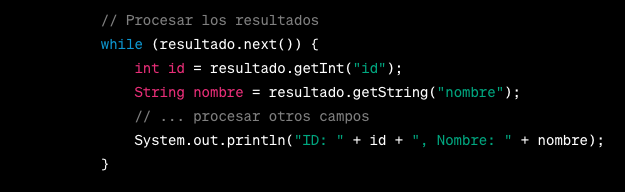 // Procesar los resultados
while (resultado.next()) {
int id = resultado.getInt("id");
String nombre = resultado.getString("nombre");
// ... procesar otros campos
System.out.println("ID: " + id + ", Nombre: " + nombre);
}